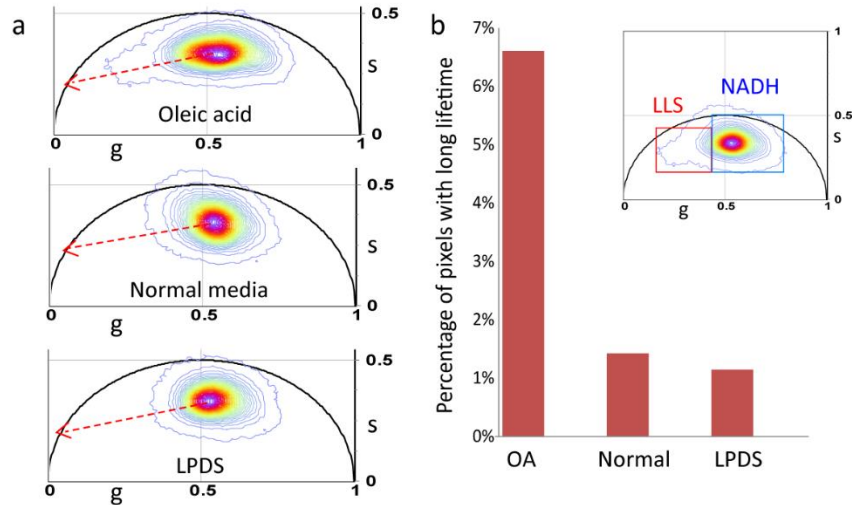 a
0.5
S
Oleic acid
0
g
0.5
1
0.5
S
Normal media
0
0
g
0.5
1
0.5
S
LPDS
0
0
g
0.5
1
b
Percentage of pixels with long lifetime
7%
6%
5%
4%
7%
3%
2%
1%
0%
OA
Normal
LPDS
1
NADH
LLS
0.5
S
0
0
g
0.5
1